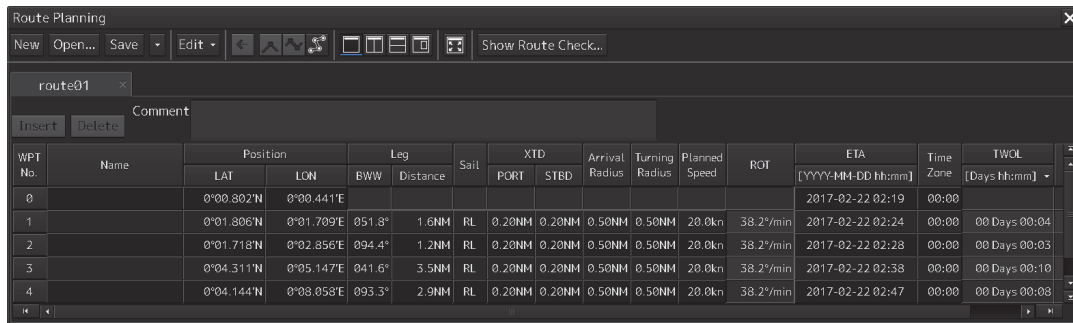 Route Planning
New Open... Save Edit Show Route Check...
route01
Comment
Insert Delete
WPT No. Name Position Leg Sail XTD Arrival Radius Turning Radius Planned Speed ROT ETA Time Zone TWOL
LAT LON BWW Distance PORT STBD [YYYY-MM-DD hh:mm] [Days hh:mm]
0 0°00.802'N 0°00.441'E 2017-02-22 02:19 00:00
1 0°01.806'N 0°01.709'E 051.8° 1.6NM RL 0.20NM 0.20NM 0.50NM 0.50NM 20.0kn 38.2°/min 2017-02-22 02:24 00:00 00 Days 00:04
2 0°01.718'N 0°02.856'E 094.4° 1.2NM RL 0.20NM 0.20NM 0.50NM 0.50NM 20.0kn 38.2°/min 2017-02-22 02:28 00:00 00 Days 00:03
3 0°04.311'N 0°05.147'E 041.6° 3.5NM RL 0.20NM 0.20NM 0.50NM 0.50NM 20.0kn 38.2°/min 2017-02-22 02:38 00:00 00 Days 00:10
4 0°04.144'N 0°08.058'E 093.3° 2.9NM RL 0.20NM 0.20NM 0.50NM 0.50NM 20.0kn 38.2°/min 2017-02-22 02:47 00:00 00 Days 00:08